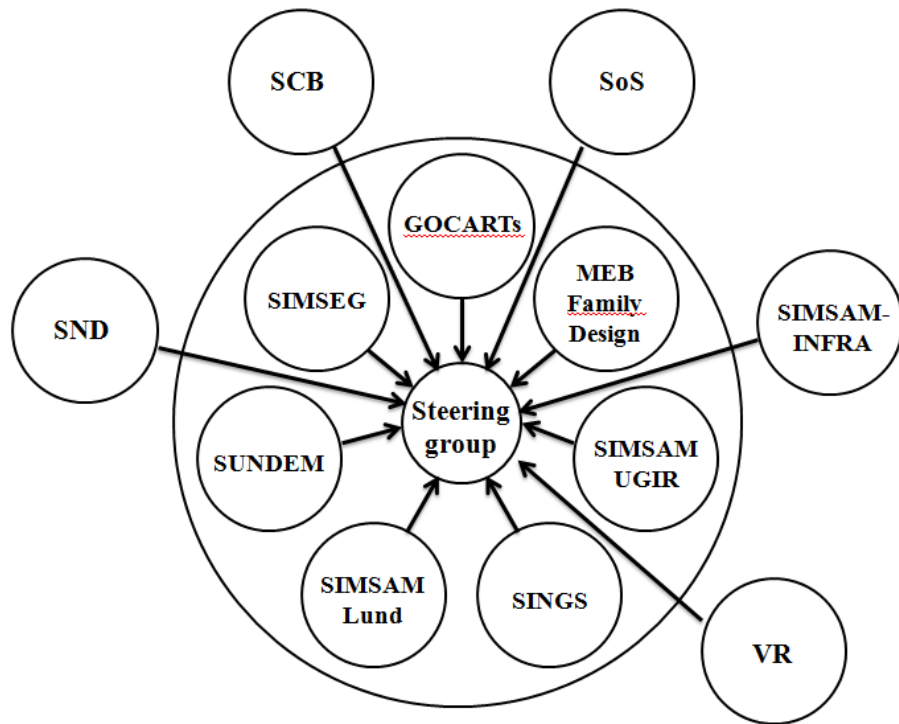 SCB
SoS
GOCARTs
MEB
Family
Design
SIMSEG
SND
SIMSAM-
INFRA
Steering
group
SUNDEM
SIMSAM
UGIR
SIMSAM
Lund
SINGS
VR